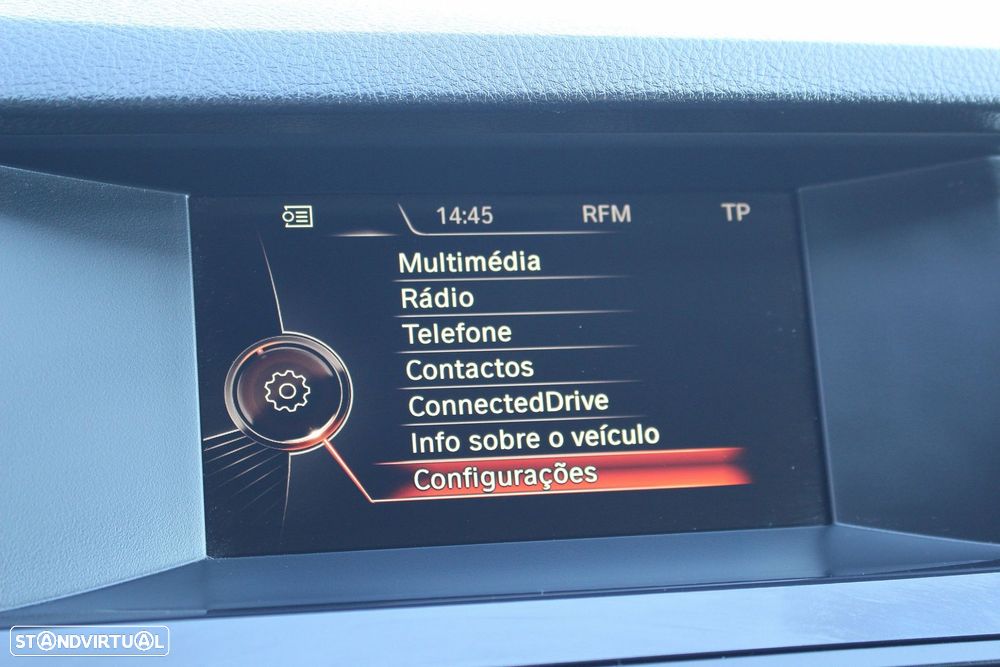 14:45 RFM TP
Multimédia
Rádio
Telefone
Contactos
ConnectedDrive
Info sobre o veículo
Configurações
STANDVIRTUAL